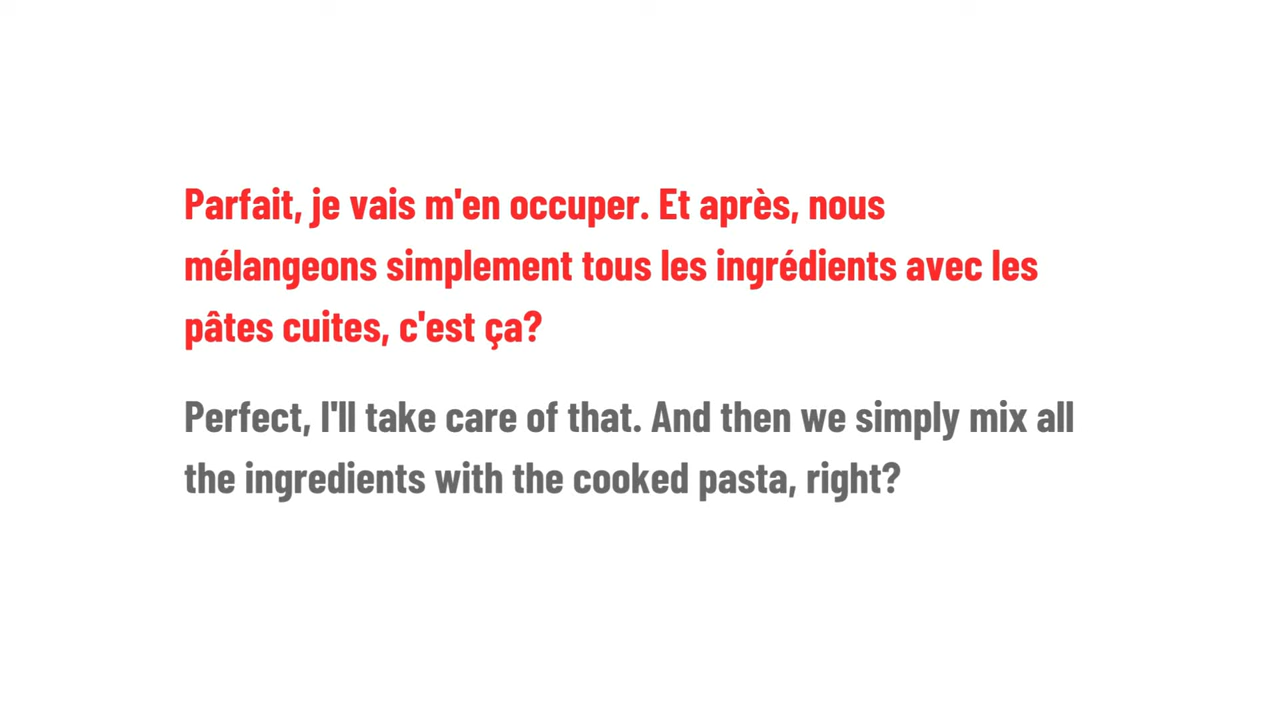 Parfait, je vais m'en occuper. Et après, nous
mélangeons simplement tous les ingrédients avec les
pâtes cuites, c'est ça?
Perfect, I'll take care of that. And then we simply mix all
the ingredients with the cooked pasta, right?